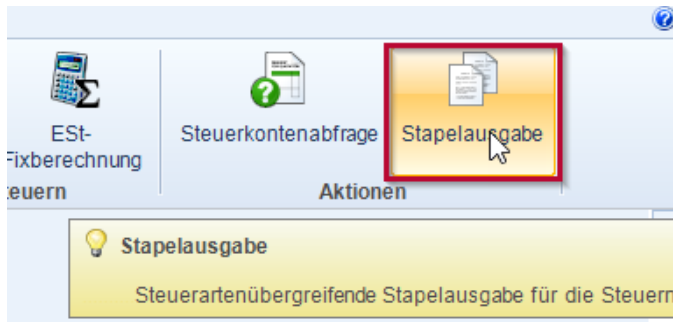 ESt-
Fixberechnung
Steuerkontenabfrage
Stapelausgabe
teuern
Aktionen
Stapelausgabe
Steuerartenübergreifende Stapelausgabe für die Steuern